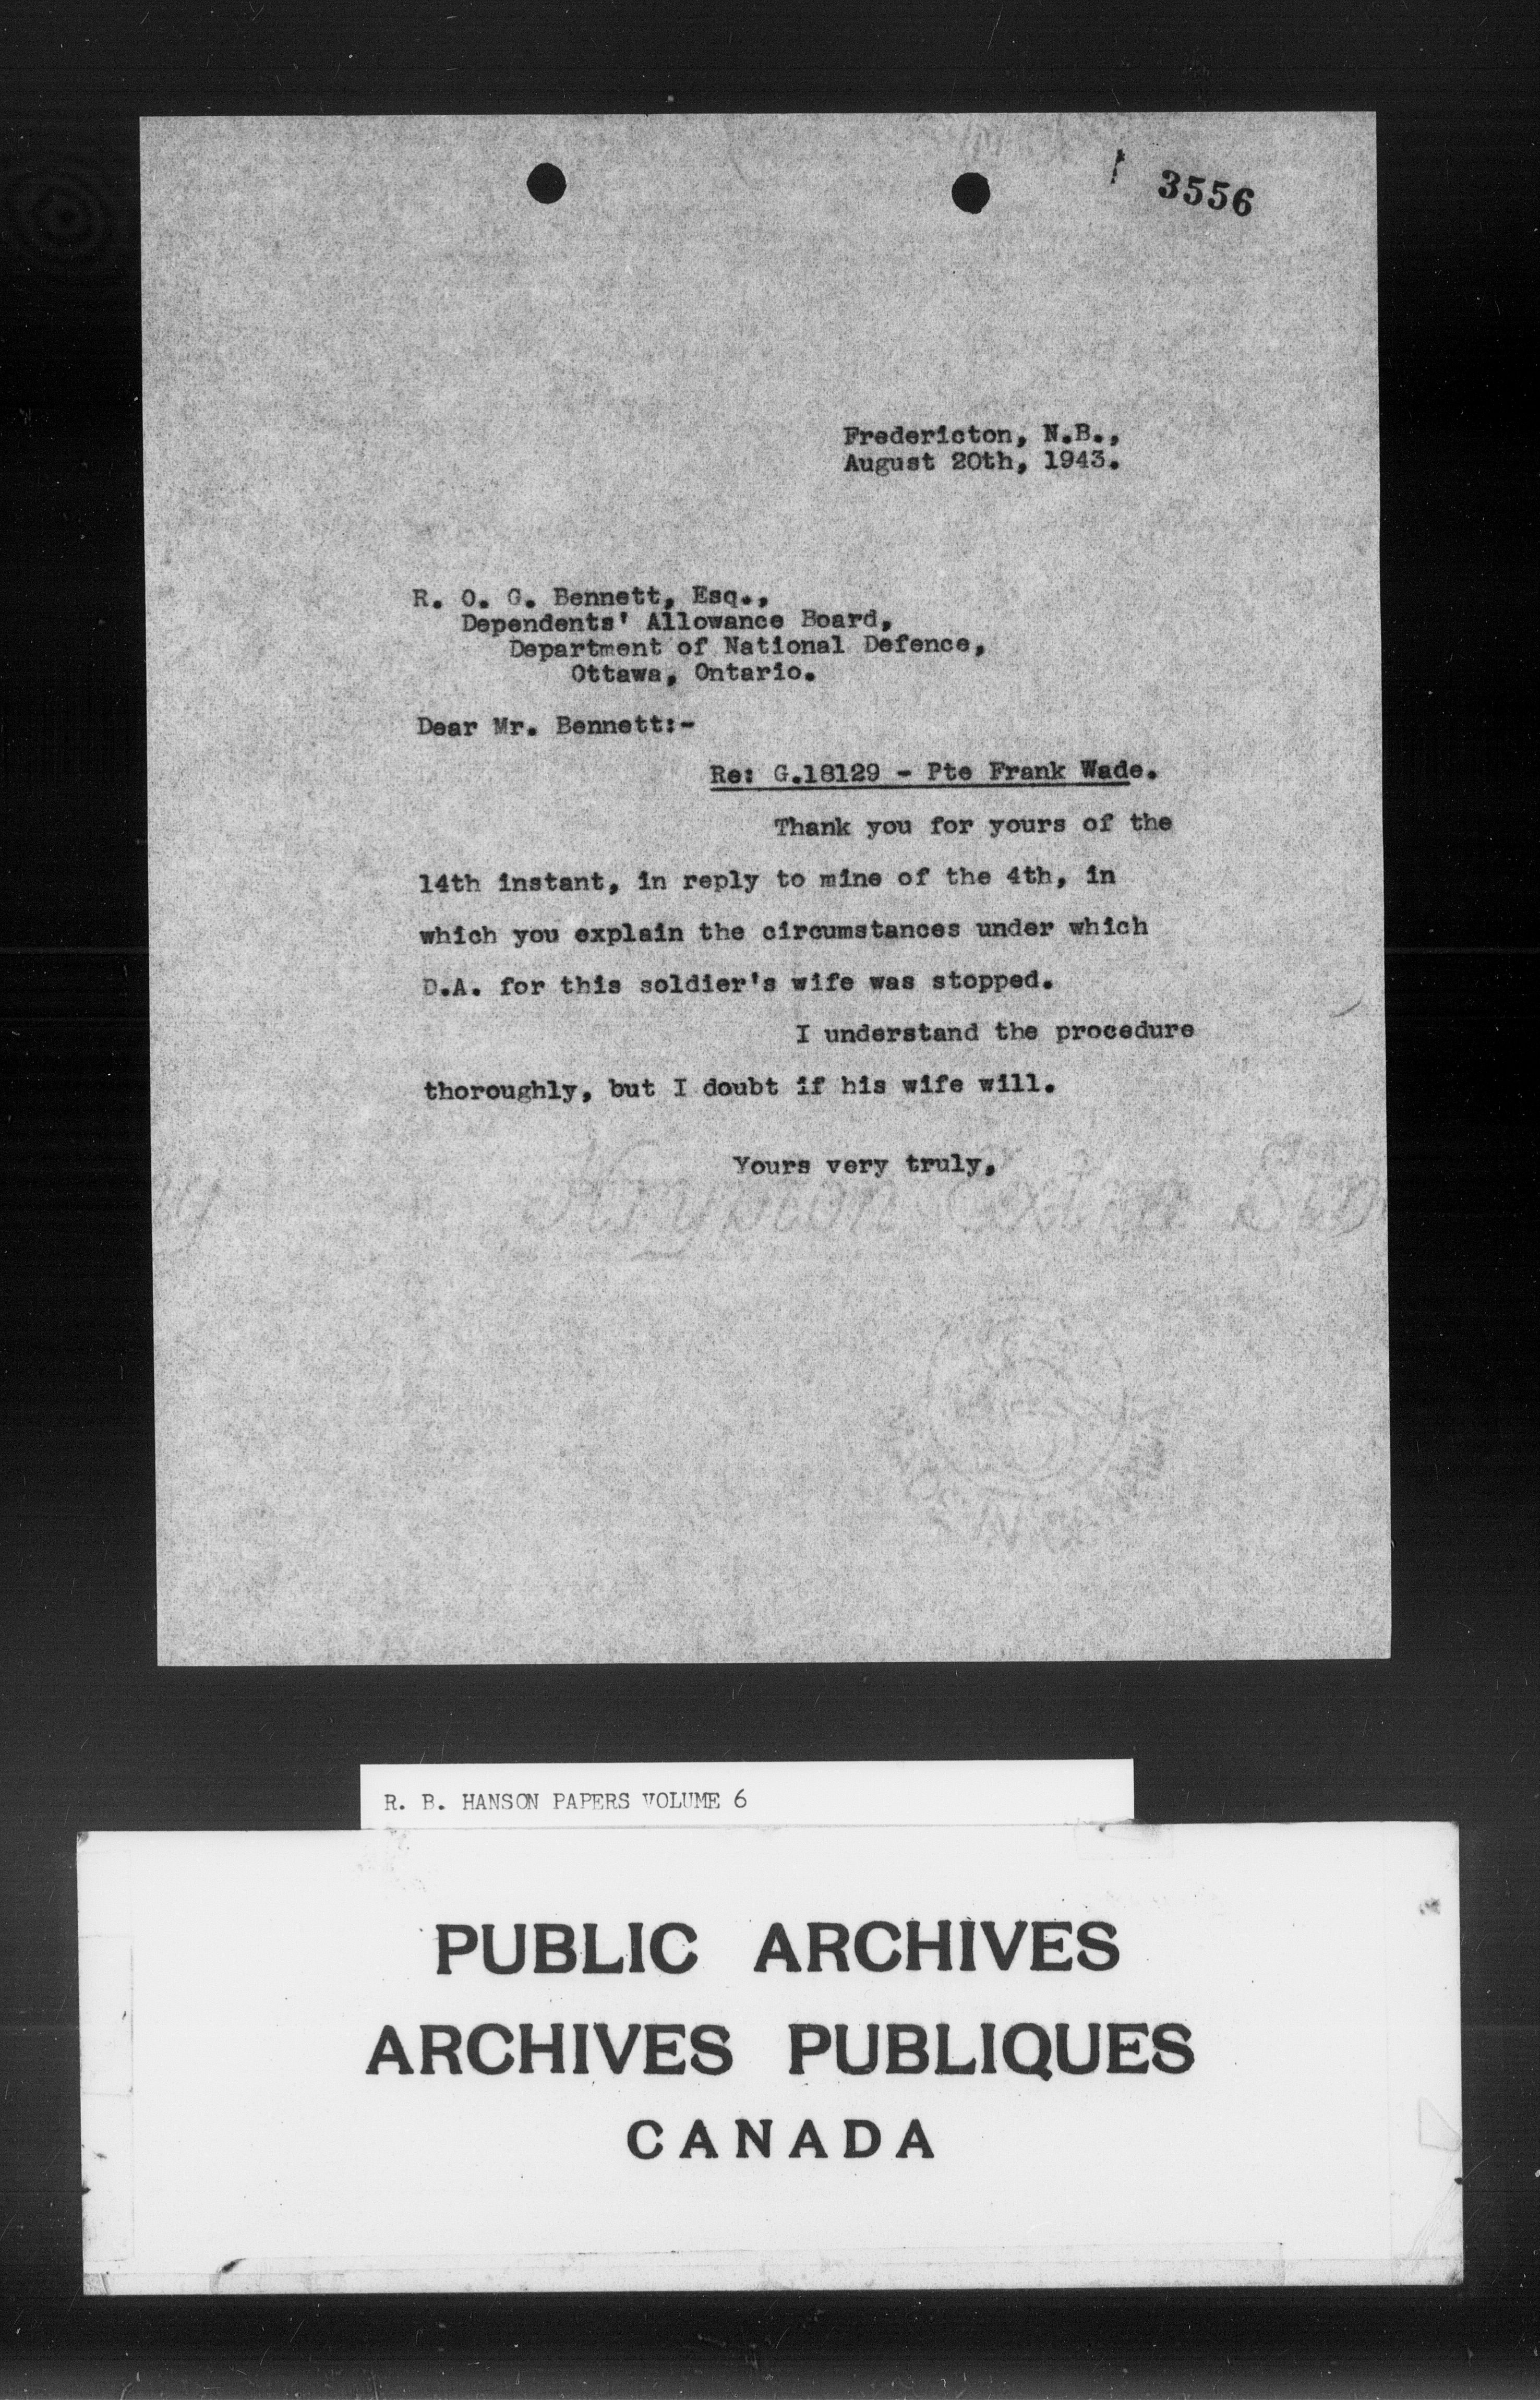 3556
Fredericton, N.B.,
August 20th, 1943.
R. O. G. Bennett, Esq.,
Dependents' Allowance Board,
Department of National Defence,
Ottawa, Ontario.
Dear Mr. Bennett:-
Re: G.18129 - Pte Frank Wade.
Thank you for yours of the
14th instant, in reply to mine of the 4th, in
which you explain the circumstances under which
D.A. for this soldier's wife was stopped.
I understand the procedure
thoroughly, but I doubt if his wife will.
Yours very truly,
Krypton
R. B. HANSON PAPERS VOLUME 6
PUBLIC ARCHIVES
ARCHIVES PUBLIQUES
CANADA